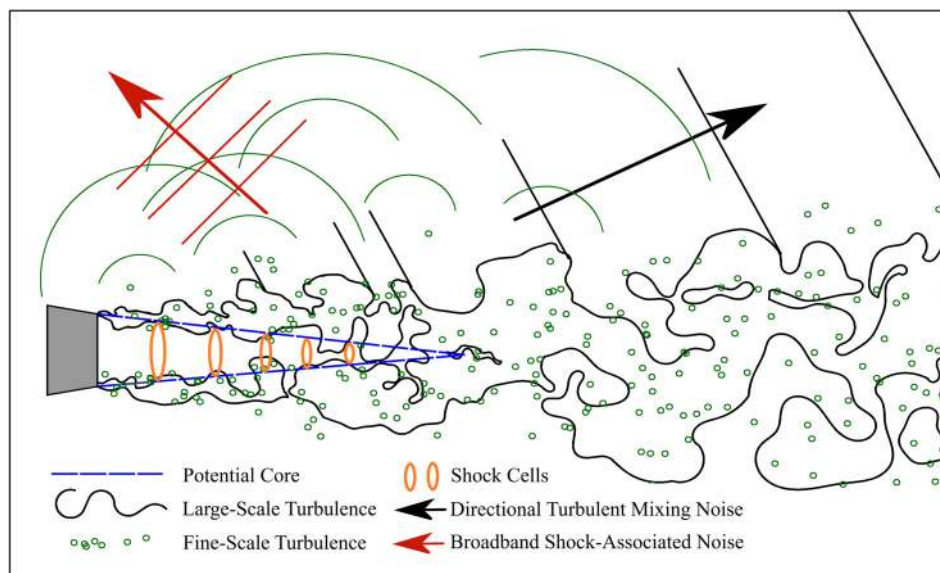 Potential Core
Shock Cells
Large-Scale Turbulence
Directional Turbulent Mixing Noise
Fine-Scale Turbulence
Broadband Shock-Associated Noise